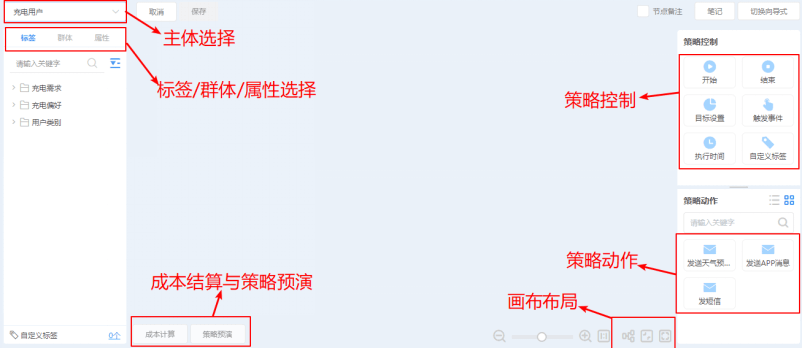 充电用户
取消
保存
节点备注
笔记
切换向导式
主体选择
标签
群体
属性
请输入关键字
标签/群体/属性选择
充电需求
充电偏好
用户类别
策略控制
开始
结束
目标设置
触发事件
执行时间
自定义标签
策略控制
策略动作
请输入关键字
发送天气预...
发送APP消息
发短信
策略动作
成本结算与策略预演
画布布局
自定义标签
0个
成本计算
策略预演